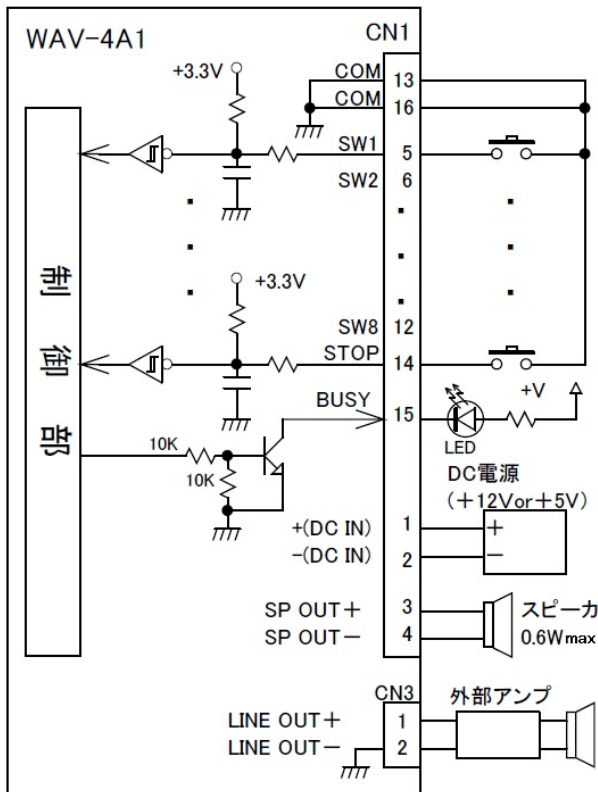 WAV-4A1
CN1
+3.3V
COM 13
COM 16
SW1 5
SW2 6
+3.3V
SW8 12
STOP 14
BUSY 15
+V
LED
10K
10K
制御部
DC電源
(+12Vor+5V)
+(DC IN) 1 +
-(DC IN) 2 -
SP OUT+ 3
SP OUT- 4
スピーカ
0.6Wmax
CN3
外部アンプ
LINE OUT+ 1
LINE OUT- 2